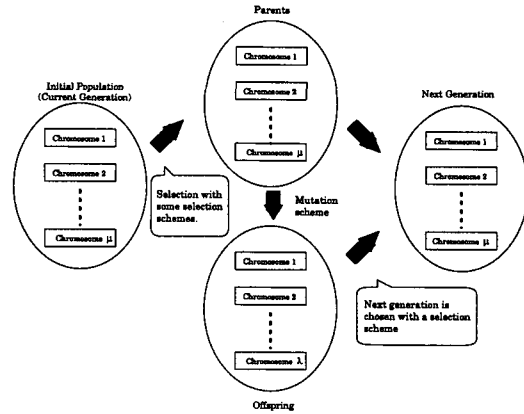 Parents
Chromosome 1
Chromosome 2
Chromosome μ
Initial Population
(Current Generation)
Chromosome 1
Chromosome 2
Chromosome μ
Selection with
some selection
schemes.
Mutation
scheme
Next Generation
Chromosome 1
Chromosome 2
Chromosome μ
Chromosome 1
Chromosome 2
Chromosome λ
Offspring
Next generation is
chosen with a selection
scheme